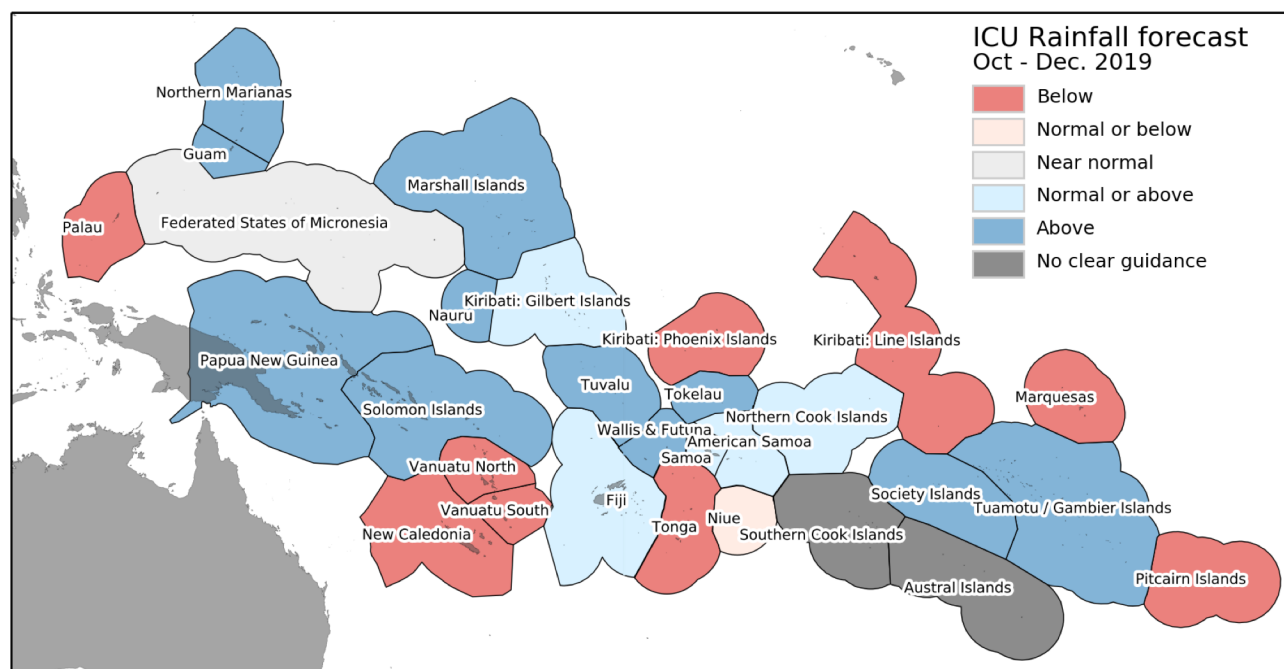 ICU Rainfall forecast
Oct - Dec. 2019
Below
Normal or below
Near normal
Normal or above
Above
No clear guidance
Northern Marianas
Guam
Marshall Islands
Palau
Federated States of Micronesia
Nauru
Kiribati: Gilbert Islands
Kiribati: Phoenix Islands
Kiribati: Line Islands
Papua New Guinea
Tuvalu
Tokelau
Marquesas
Solomon Islands
Northern Cook Islands
Wallis & Futuna
American Samoa
Samoa
Vanuatu North
Fiji
Society Islands
Vanuatu South
Tuamotu / Gambier Islands
New Caledonia
Tonga
Niue
Southern Cook Islands
Austral Islands
Pitcairn Islands